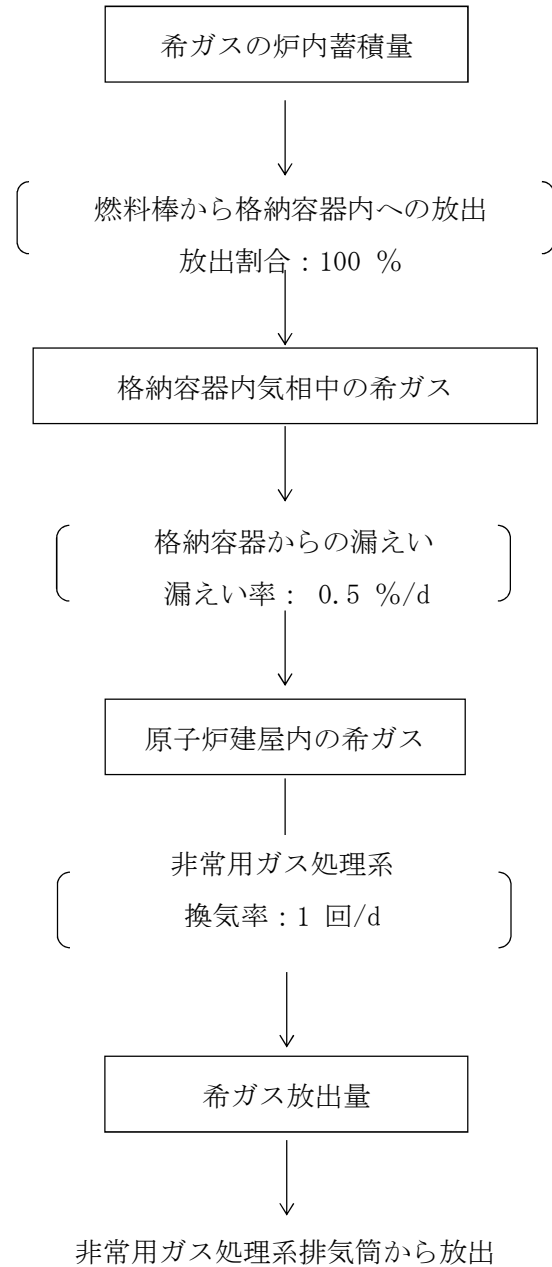 希ガスの炉内蓄積量
燃料棒から格納容器内への放出
放出割合：100 %
格納容器内気相中の希ガス
格納容器からの漏えい
漏えい率： 0.5 %/d
原子炉建屋内の希ガス
非常用ガス処理系
換気率：1 回/d
希ガス放出量
非常用ガス処理系排気筒から放出